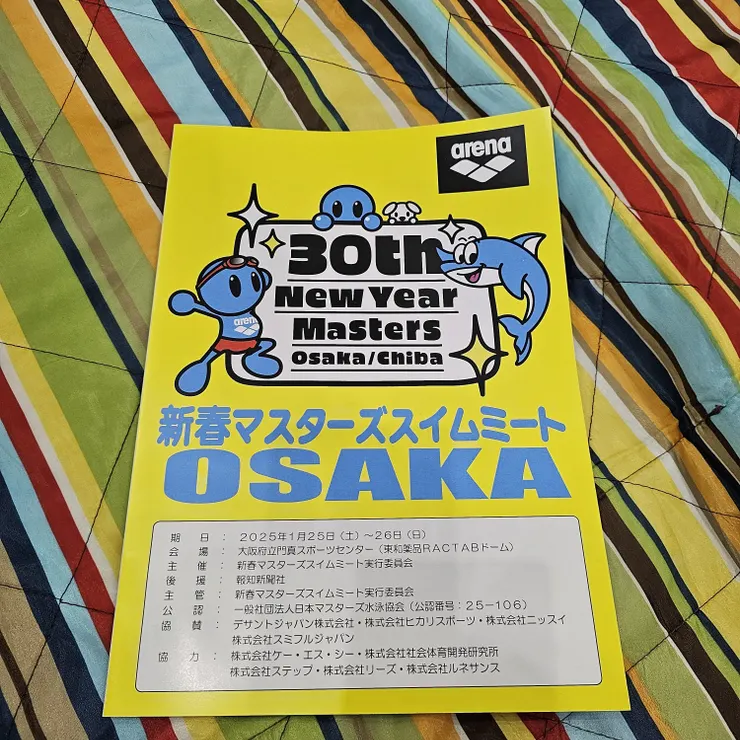 arena
30th
New Year
Masters
Osaka/Chiba
arena
新春マスターズスイムミート
OSAKA
期日： 2025年1月25日（土）～26日（日）
会場： 大阪府立門真スポーツセンター（東和薬品RACTABドーム）
主催： 新春マスターズスイムミート実行委員会
後援： 報知新聞社
主管： 新春マスターズスイムミート実行委員会
公認： 一般社団法人日本マスターズ水泳協会（公認番号：25－106）
協賛： デサントジャパン株式会社・株式会社ヒカリスポーツ・株式会社ニッスイ
株式会社スミフルジャパン
協力： 株式会社ケー・エス・シー・株式会社社会体育開発研究所
株式会社ステップ・株式会社リーズ・株式会社ルネサンス